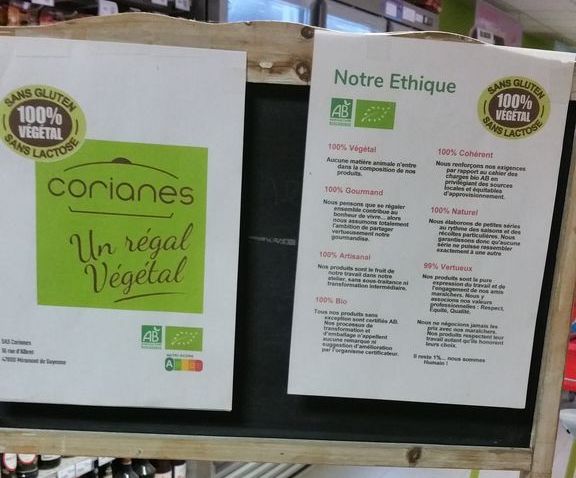 SANS GLUTEN
100%
VÉGÉTAL
SANS LACTOSE
corianes
Un régal
Végétal
AB
NUTRI-SCORE
A
SAS Corianes
47800 Miramont de Guyenne
Notre Ethique
AB
SANS GLUTEN
100%
VÉGÉTAL
SANS LACTOSE
100% Végétal
Aucune matière animale n'entre
dans la composition de nos
produits.
100% Gourmand
Nous pensons que se régaler
ensemble contribue au
bonheur de vivre... alors
nous assumons totalement
l'ambition de partager
vertueusement notre
gourmandise.
100% Artisanal
Nos produits sont le fruit de
notre travail dans notre
atelier, sans sous-traitance ni
transformation intermédiaire.
100% Bio
Tous nos produits sans
exception sont certifiés AB.
Nos processus de
transformation et
d'emballage n'appellent
aucune remarque ni
suggestion d'amélioration
par l'organisme certificateur.
100% Cohérent
Nous renforçons nos exigences
par rapport au cahier des
charges bio AB en
privilégiant des sources
locales et équitables
d'approvisionnement.
100% Naturel
Nous élaborons de petites séries
au rythme des saisons et des
récoltes particulières. Nous
garantissons donc qu'aucune
série ne puisse ressembler
exactement à une autre
99% Vertueux
Nos produits sont la pure
expression du travail et de
l'engagement de nos amis
maraîchers. Nous y
associons nos valeurs
professionnelles : Respect,
Equité, Qualité.
Nous ne négocions jamais les
prix avec nos maraîchers.
Nos produits respectent leur
travail autant qu'ils honorent
leurs choix.
Il reste 1%... nous sommes
Humain !